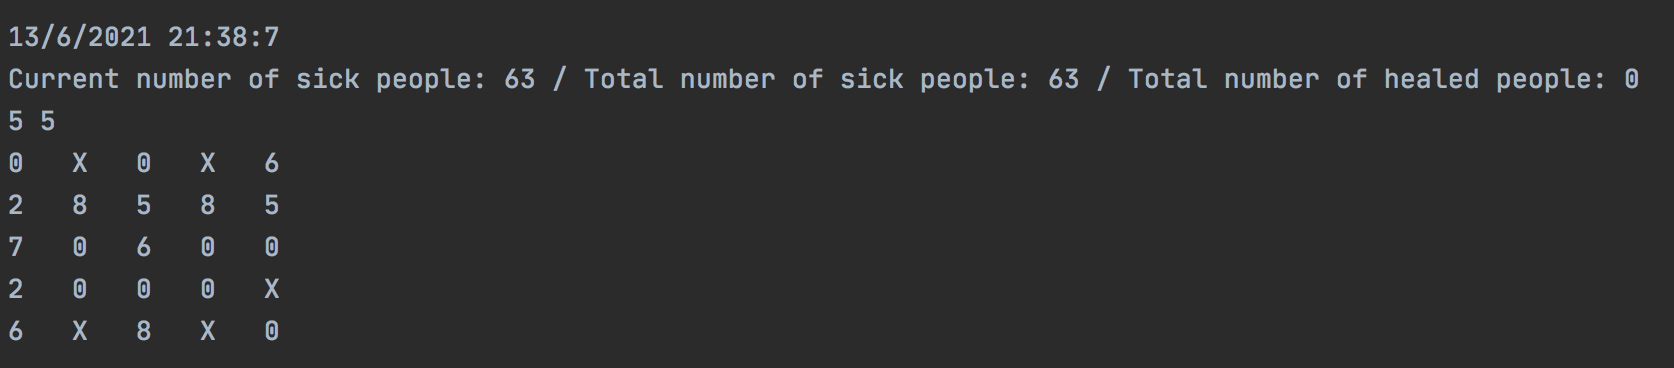 13/6/2021 21:38:7
Current number of sick people: 63 / Total number of sick people: 63 / Total number of healed people: 0
5 5
0   X   0   X   6
2   8   5   8   5
7   0   6   0   0
2   0   0   0   X
6   X   8   X   0